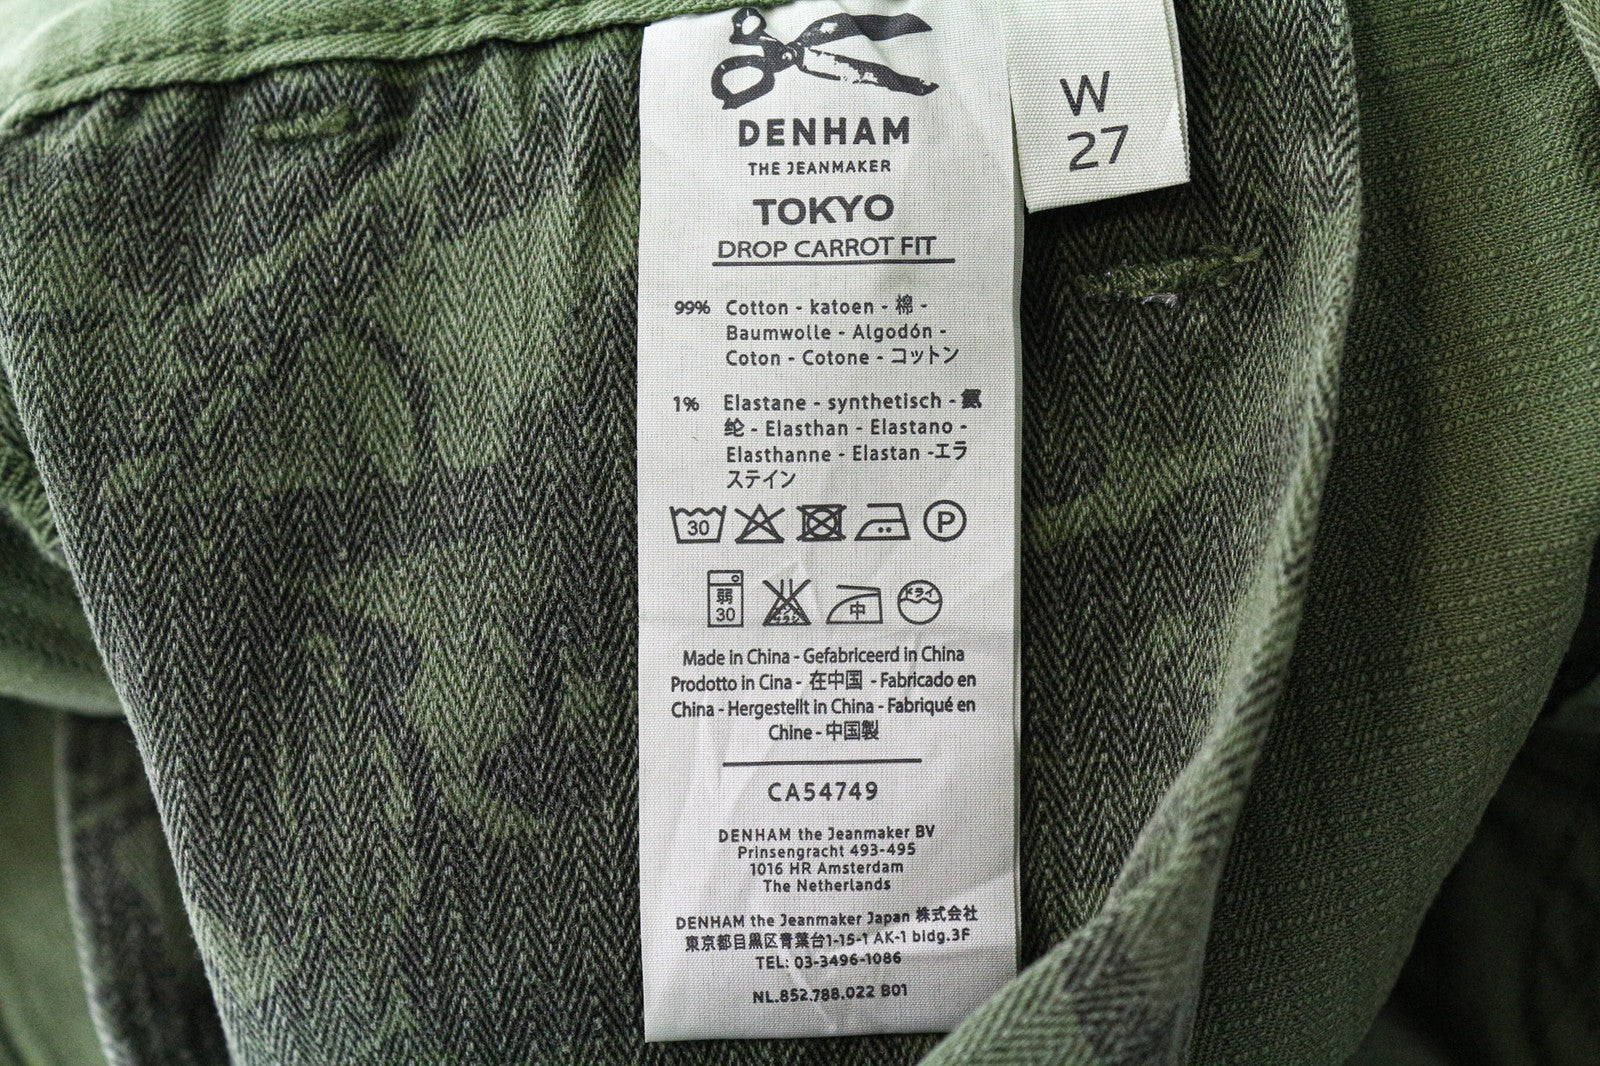 DENHAM
THE JEANMAKER
W
27
TOKYO
DROP CARROT FIT
99% Cotton - katoen - 棉 -
Baumwolle - Algodón -
Coton - Cotone - コットン
1% Elastane - synthetisch - 氨
纶 - Elasthan - Elastano -
Elasthanne - Elastan -エラ
ステイン
30 P
弱 中 ドライ
30
Made in China - Gefabriceerd in China
Prodotto in Cina - 在中国 - Fabricado en
China - Hergestellt in China - Fabriqué en
Chine - 中国製
CA54749
DENHAM the Jeanmaker BV
Prinsengracht 493-495
1016 HR Amsterdam
The Netherlands
DENHAM the Jeanmaker Japan 株式会社
東京都目黒区青葉台1-15-1 AK-1 bldg.3F
TEL: 03-3496-1086
NL.852.788.022 B01